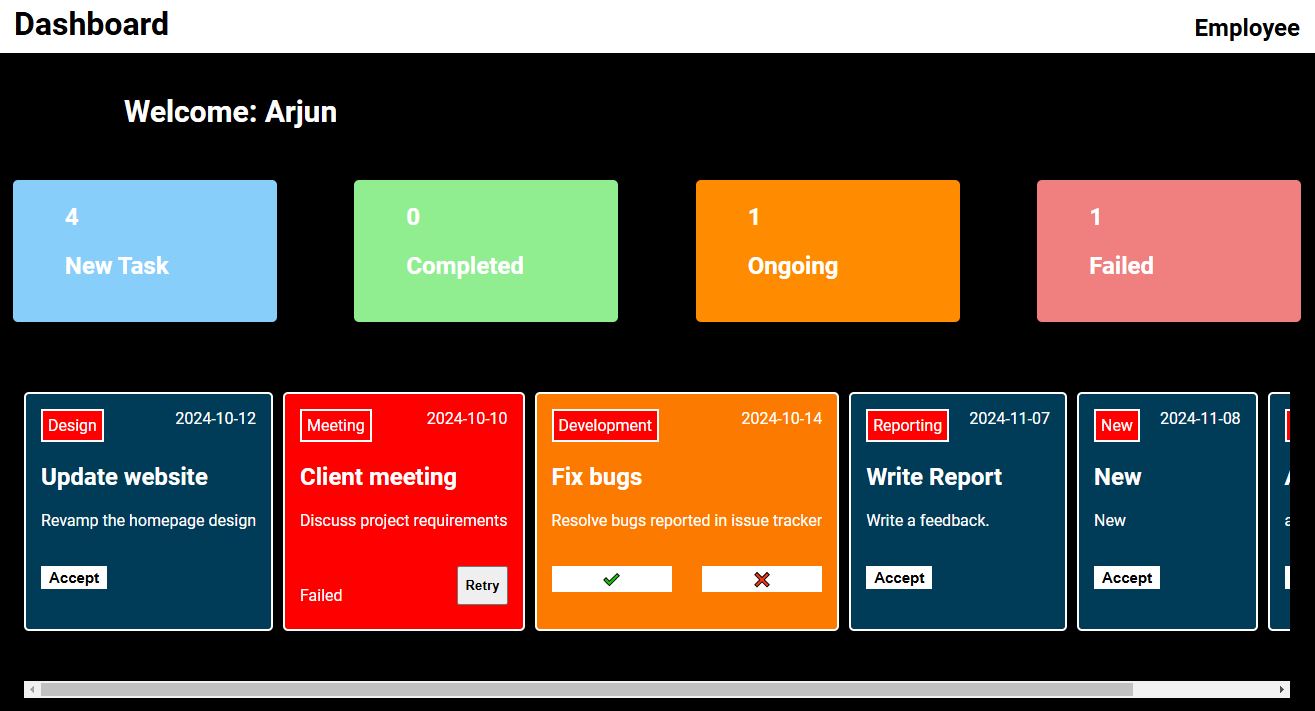 Dashboard
Employee
Welcome: Arjun
4
New Task
0
Completed
1
Ongoing
1
Failed
Design 2024-10-12
Update website
Revamp the homepage design
Accept
Meeting 2024-10-10
Client meeting
Discuss project requirements
Failed
Retry
Development 2024-10-14
Fix bugs
Resolve bugs reported in issue tracker
Reporting 2024-11-07
Write Report
Write a feedback.
Accept
New 2024-11-08
New
New
Accept